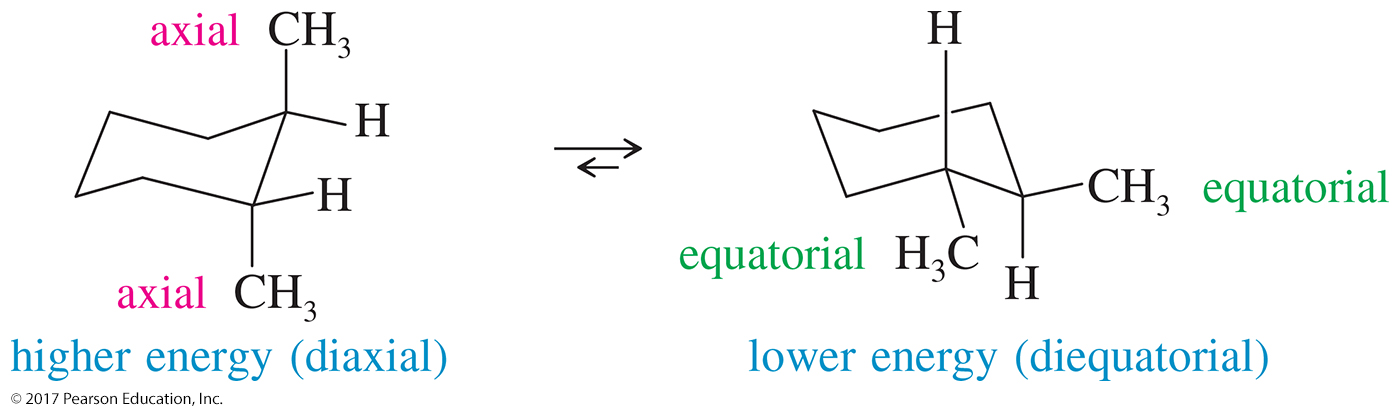 axial CH₃
H
H
axial CH₃
higher energy (diaxial)
H
CH₃ equatorial
equatorial H₃C
H
lower energy (diequatorial)
© 2017 Pearson Education, Inc.